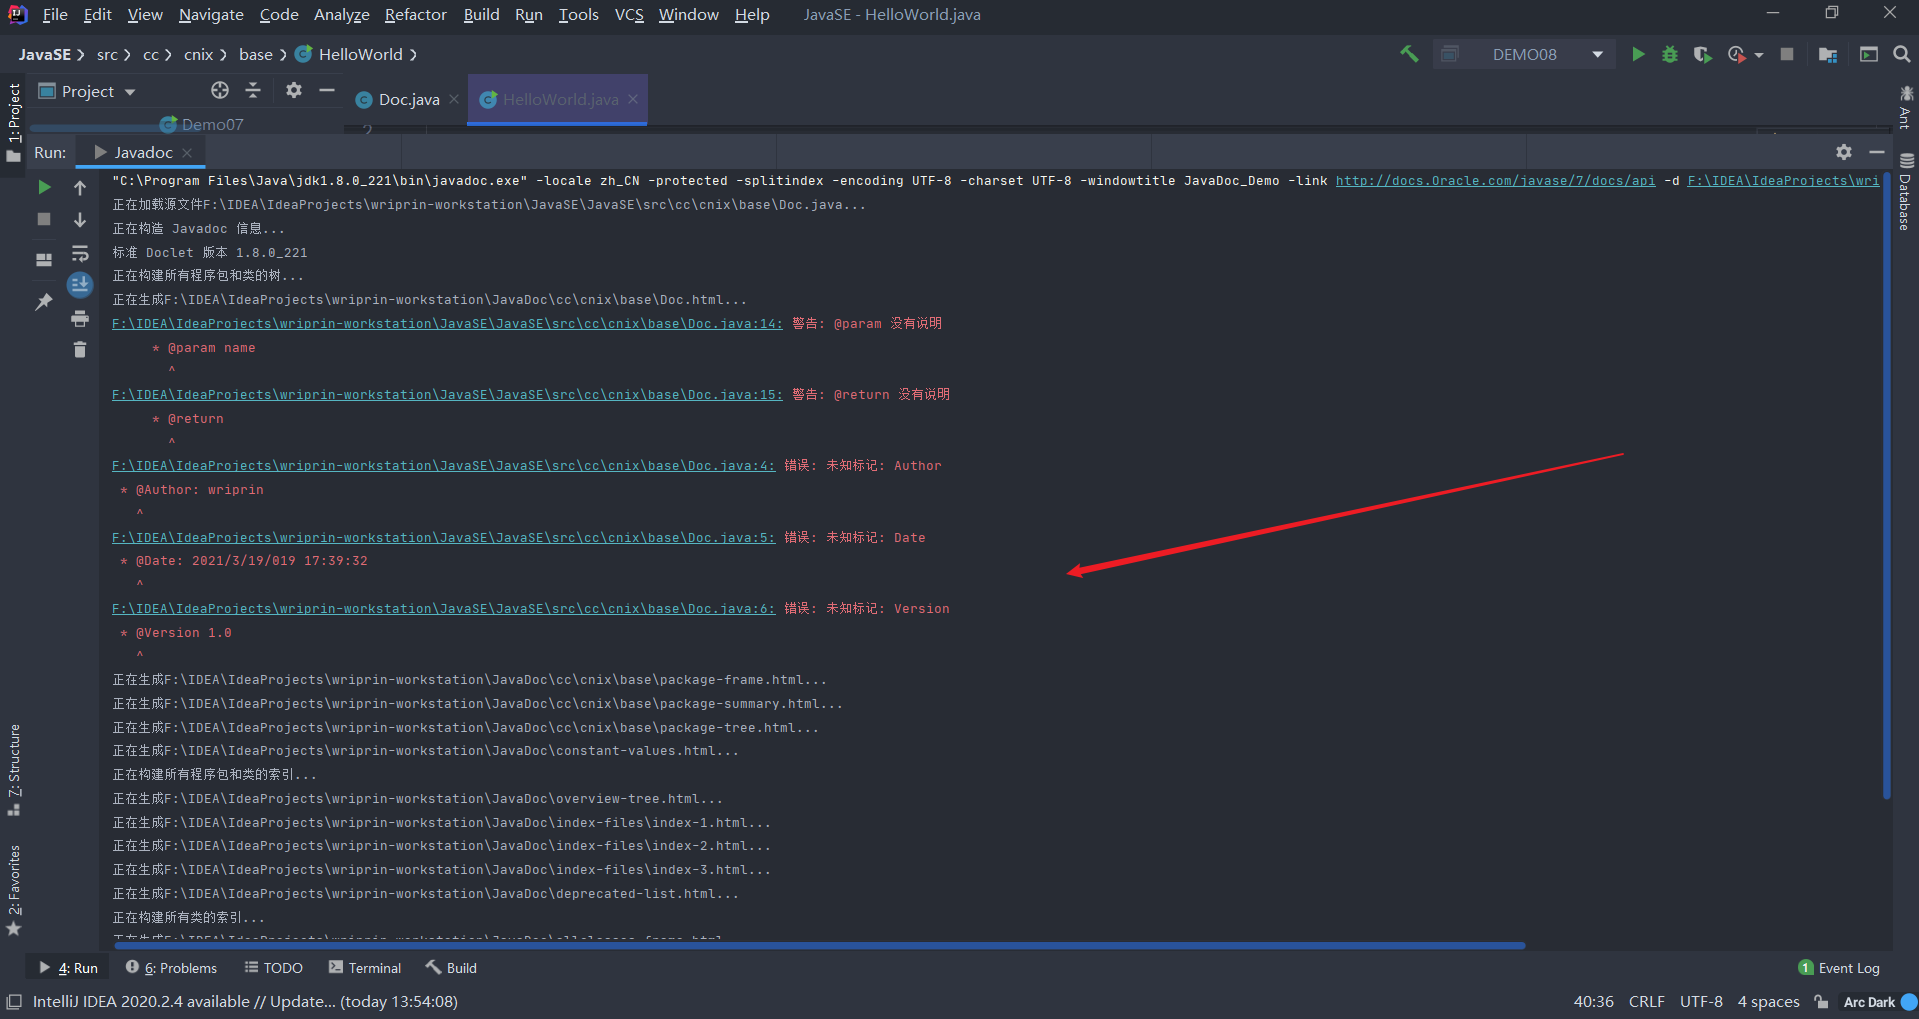 File Edit View Navigate Code Analyze Refactor Build Run Tools VCS Window Help JavaSE - HelloWorld.java
JavaSE src cc cnix base HelloWorld DEMO08
Project Doc.java HelloWorld.java
Demo07 2
Run: Javadoc
"C:\Program Files\Java\jdk1.8.0_221\bin\javadoc.exe" -locale zh_CN -protected -splitindex -encoding UTF-8 -charset UTF-8 -windowtitle JavaDoc_Demo -link http://docs.Oracle.com/javase/7/docs/api -d F:\IDEA\IdeaProjects\wri
正在加载源文件F:\IDEA\IdeaProjects\wriprin-workstation\JavaSE\JavaSE\src\cc\cnix\base\Doc.java...
正在构造 Javadoc 信息...
标准 Doclet 版本 1.8.0_221
正在构建所有程序包和类的树...
正在生成F:\IDEA\IdeaProjects\wriprin-workstation\JavaDoc\cc\cnix\base\Doc.html...
F:\IDEA\IdeaProjects\wriprin-workstation\JavaSE\JavaSE\src\cc\cnix\base\Doc.java:14: 警告: @param 没有说明
* @param name
^
F:\IDEA\IdeaProjects\wriprin-workstation\JavaSE\JavaSE\src\cc\cnix\base\Doc.java:15: 警告: @return 没有说明
* @return
^
F:\IDEA\IdeaProjects\wriprin-workstation\JavaSE\JavaSE\src\cc\cnix\base\Doc.java:4: 错误: 未知标记: Author
* @Author: wriprin
^
F:\IDEA\IdeaProjects\wriprin-workstation\JavaSE\JavaSE\src\cc\cnix\base\Doc.java:5: 错误: 未知标记: Date
* @Date: 2021/3/19/019 17:39:32
^
F:\IDEA\IdeaProjects\wriprin-workstation\JavaSE\JavaSE\src\cc\cnix\base\Doc.java:6: 错误: 未知标记: Version
* @Version 1.0
^
正在生成F:\IDEA\IdeaProjects\wriprin-workstation\JavaDoc\cc\cnix\base\package-frame.html...
正在生成F:\IDEA\IdeaProjects\wriprin-workstation\JavaDoc\cc\cnix\base\package-summary.html...
正在生成F:\IDEA\IdeaProjects\wriprin-workstation\JavaDoc\cc\cnix\base\package-tree.html...
正在生成F:\IDEA\IdeaProjects\wriprin-workstation\JavaDoc\constant-values.html...
正在构建所有程序包和类的索引...
正在生成F:\IDEA\IdeaProjects\wriprin-workstation\JavaDoc\overview-tree.html...
正在生成F:\IDEA\IdeaProjects\wriprin-workstation\JavaDoc\index-files\index-1.html...
正在生成F:\IDEA\IdeaProjects\wriprin-workstation\JavaDoc\index-files\index-2.html...
正在生成F:\IDEA\IdeaProjects\wriprin-workstation\JavaDoc\index-files\index-3.html...
正在生成F:\IDEA\IdeaProjects\wriprin-workstation\JavaDoc\deprecated-list.html...
正在构建所有类的索引...
1: Project
7: Structure
2: Favorites
Ant
Database
4: Run 6: Problems TODO Terminal Build 1 Event Log
IntelliJ IDEA 2020.2.4 available // Update... (today 13:54:08) 40:36 CRLF UTF-8 4 spaces Arc Dark